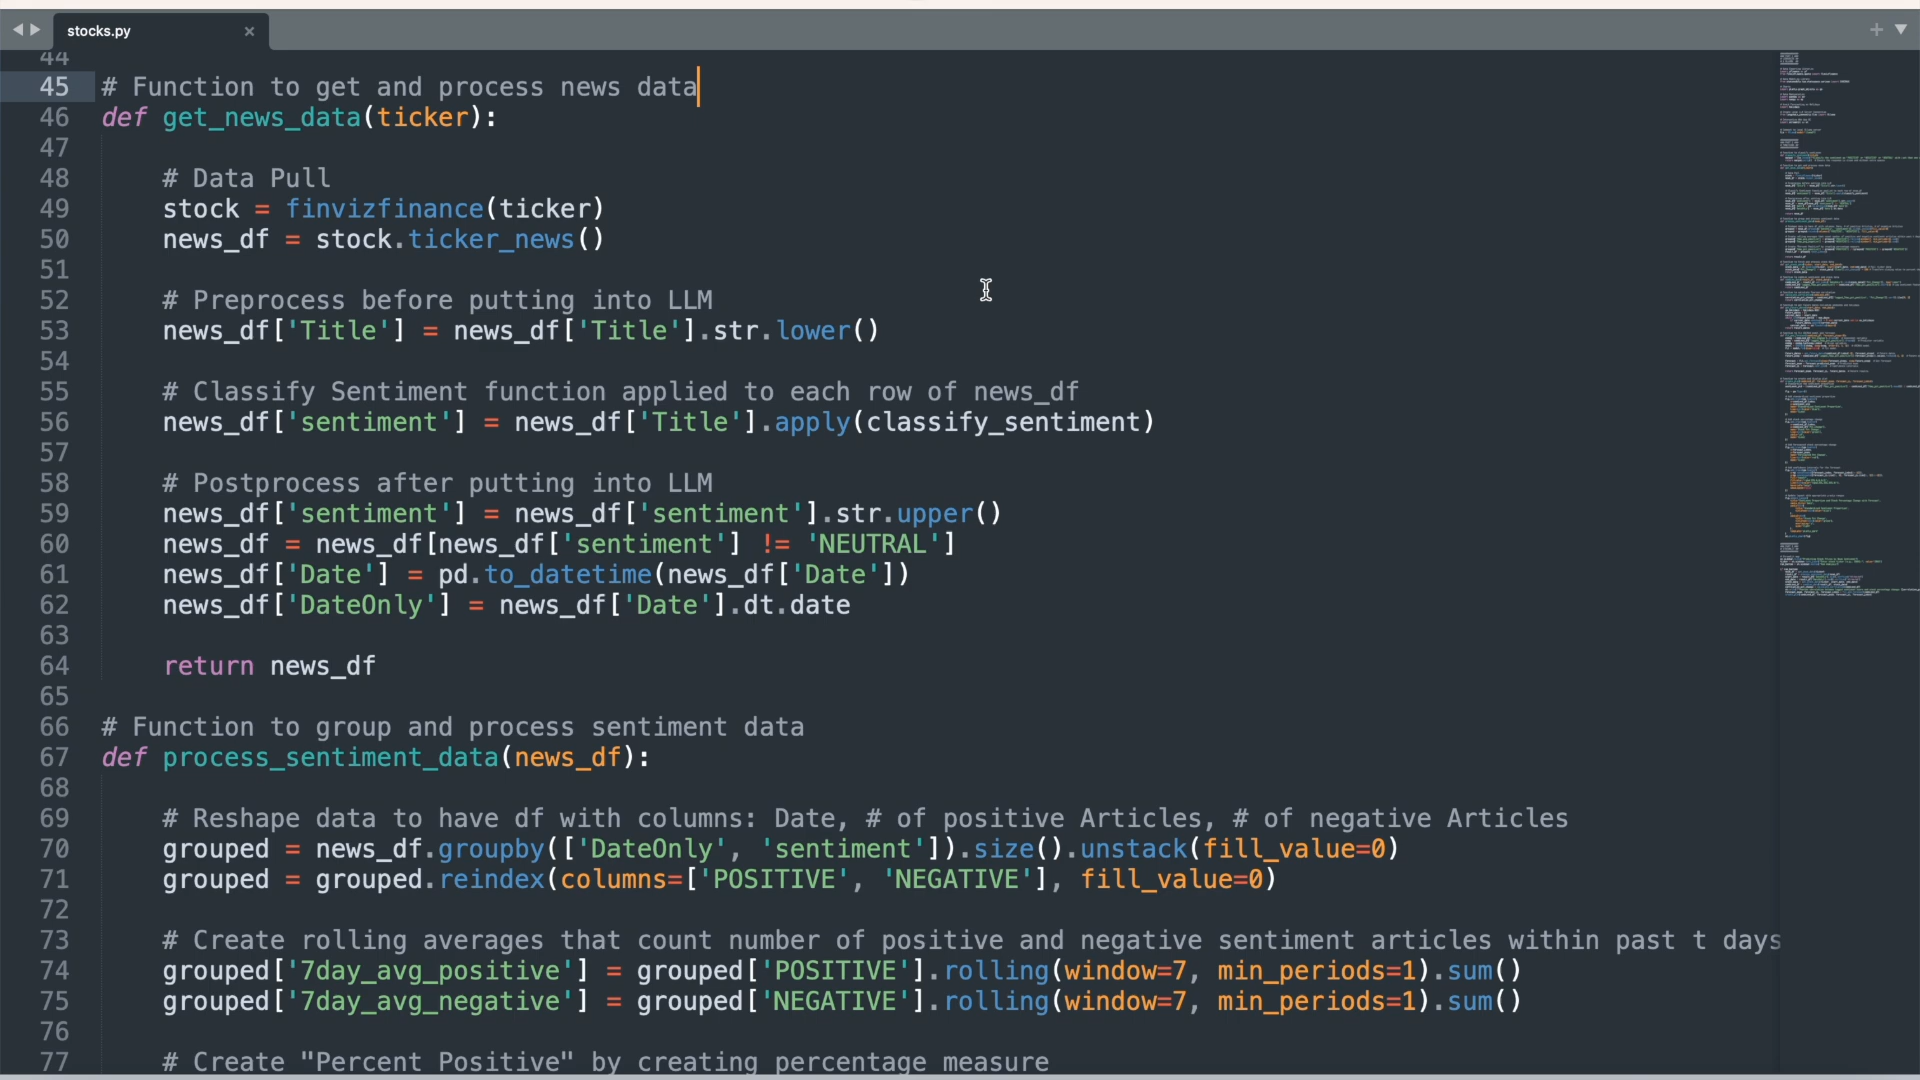 stocks.py
44
45 # Function to get and process news data
46 def get_news_data(ticker):
47
48     # Data Pull
49     stock = finvizfinance(ticker)
50     news_df = stock.ticker_news()
51
52     # Preprocess before putting into LLM
53     news_df['Title'] = news_df['Title'].str.lower()
54
55     # Classify Sentiment function applied to each row of news_df
56     news_df['sentiment'] = news_df['Title'].apply(classify_sentiment)
57
58     # Postprocess after putting into LLM
59     news_df['sentiment'] = news_df['sentiment'].str.upper()
60     news_df = news_df[news_df['sentiment'] != 'NEUTRAL']
61     news_df['Date'] = pd.to_datetime(news_df['Date'])
62     news_df['DateOnly'] = news_df['Date'].dt.date
63
64     return news_df
65
66 # Function to group and process sentiment data
67 def process_sentiment_data(news_df):
68
69     # Reshape data to have df with columns: Date, # of positive Articles, # of negative Articles
70     grouped = news_df.groupby(['DateOnly', 'sentiment']).size().unstack(fill_value=0)
71     grouped = grouped.reindex(columns=['POSITIVE', 'NEGATIVE'], fill_value=0)
72
73     # Create rolling averages that count number of positive and negative sentiment articles within past t days
74     grouped['7day_avg_positive'] = grouped['POSITIVE'].rolling(window=7, min_periods=1).sum()
75     grouped['7day_avg_negative'] = grouped['NEGATIVE'].rolling(window=7, min_periods=1).sum()
76
77     # Create "Percent Positive" by creating percentage measure